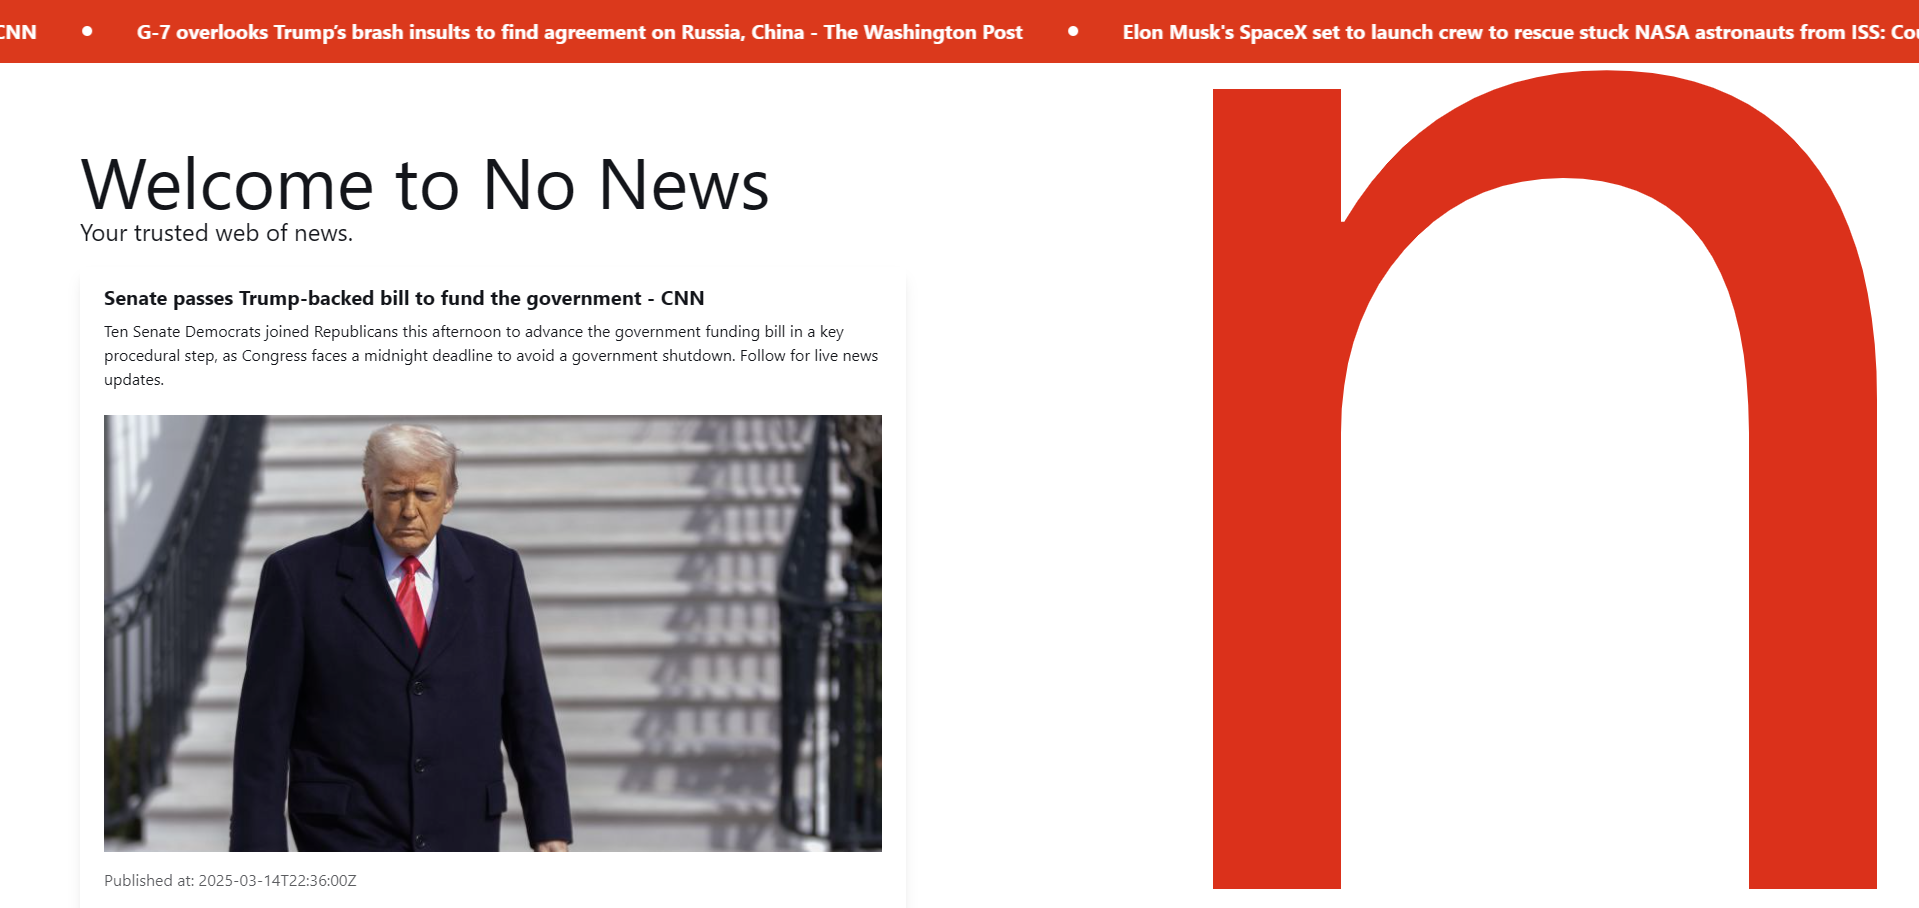 CNN • G-7 overlooks Trump’s brash insults to find agreement on Russia, China - The Washington Post • Elon Musk's SpaceX set to launch crew to rescue stuck NASA astronauts from ISS:
n
Welcome to No News
Your trusted web of news.
Senate passes Trump-backed bill to fund the government - CNN
Ten Senate Democrats joined Republicans this afternoon to advance the government funding bill in a key
procedural step, as Congress faces a midnight deadline to avoid a government shutdown. Follow for live news
updates.
Published at: 2025-03-14T22:36:00Z